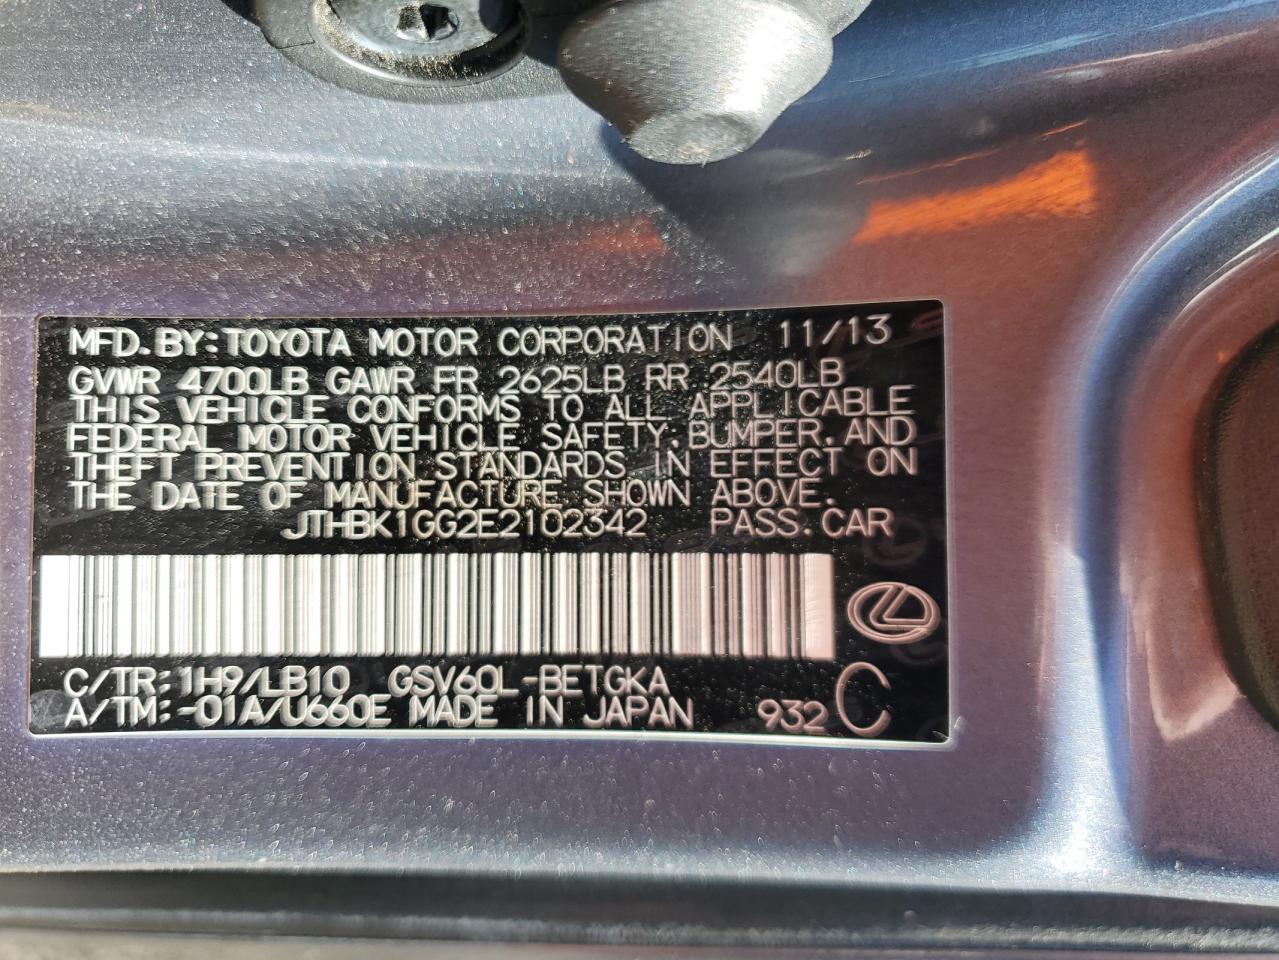 MFD.BY:TOYOTA MOTOR CORPORATION 11/13
GVWR 4700LB GAWR FR 2625LB RR 2540LB
THIS VEHICLE CONFORMS TO ALL APPLICABLE
FEDERAL MOTOR VEHICLE SAFETY.BUMPER.AND
THEFT PREVENTION STANDARDS IN EFFECT ON
THE DATE OF MANUFACTURE SHOWN ABOVE.
JTHBK1GG2E2102342 PASS.CAR
C/TR:1H9/LB10 GSV60L-BETGKA
A/TM:-01A/U660E MADE IN JAPAN 932 C